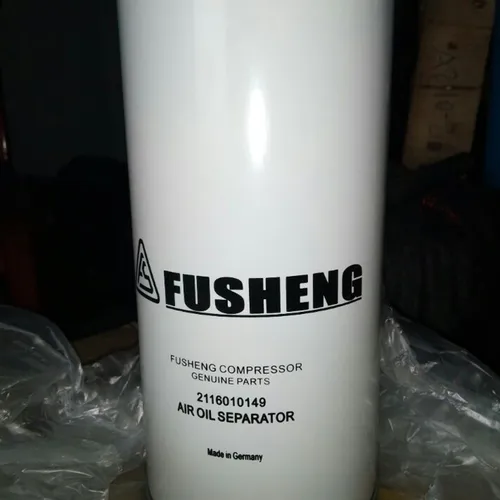 FUSHENG
FUSHENG COMPRESSOR
GENUINE PARTS
2116010149
AIR OIL SEPARATOR
Made in Germany